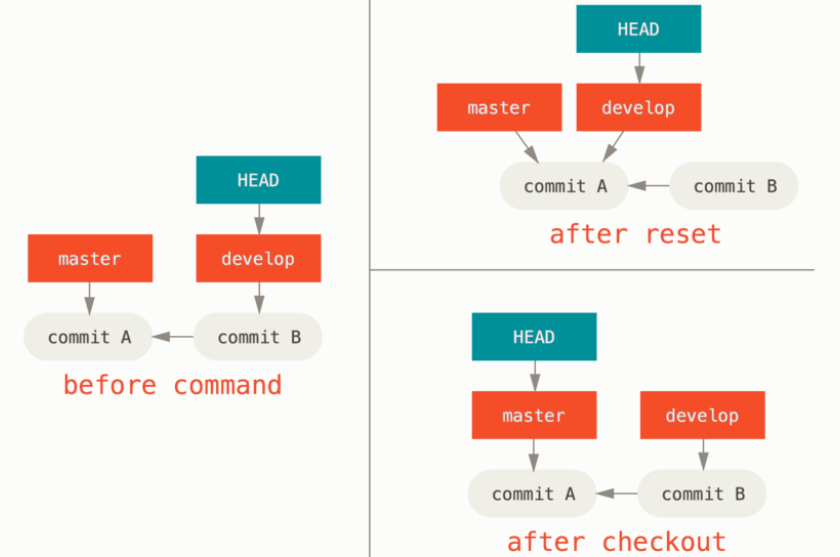 HEAD
master
develop
commit A
commit B
before command
HEAD
master
develop
commit A
commit B
after reset
HEAD
master
develop
commit A
commit B
after checkout